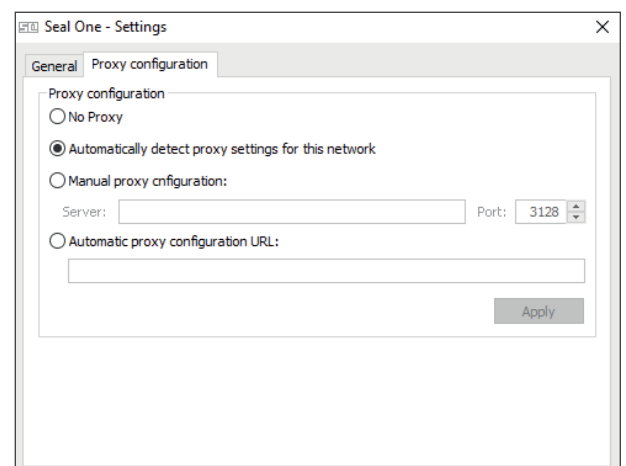 Seal One - Settings
General Proxy configuration
Proxy configuration
No Proxy
Automatically detect proxy settings for this network
Manual proxy cnfiguration:
Server: Port: 3128
Automatic proxy configuration URL:
Apply